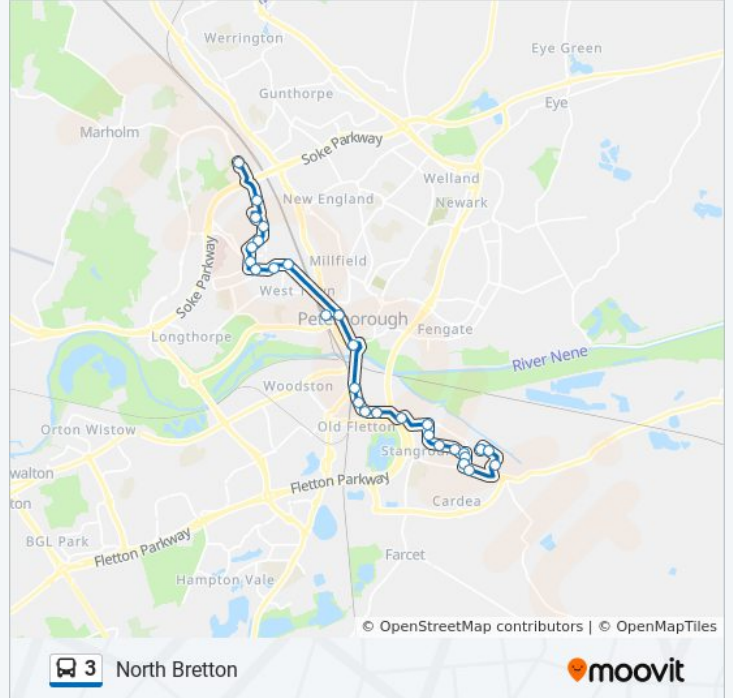 Werrington
Eye Green
Gunthorpe
Eye
Marholm
Soke Parkway
Welland
New England
Newark
Soke Parkway
Millfield
West Town
Peterborough
Fengate
Longthorpe
River Nene
Woodston
Orton Wistow
Old Fletton
Stanground
walton
Fletton Parkway
ton
Cardea
BGL Park
Fletton Parkway
Farcet
Hampton Vale
© OpenStreetMap contributors | © OpenMapTiles
3 North Bretton
moovit